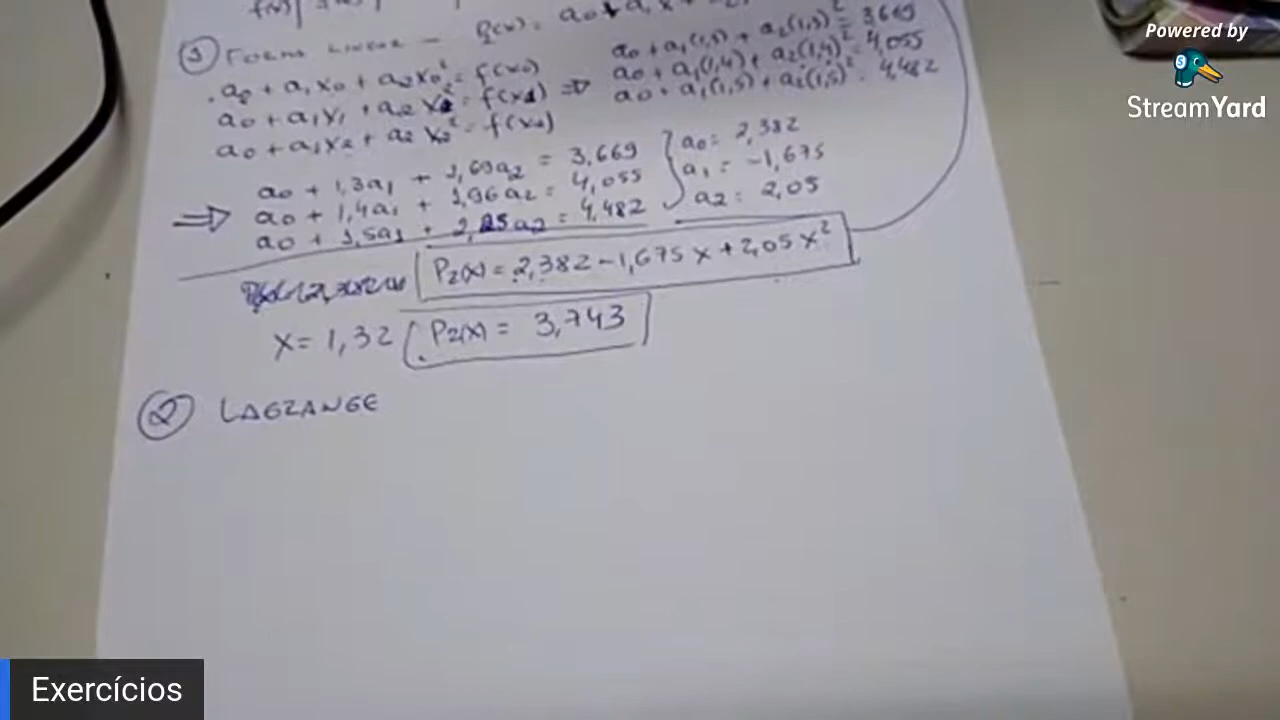 ① FORMA LINEAR - P₂(x) = a₀ + a₁x +
a₀ + a₁x₀ + a₂x₀² = f(x₀)
a₀ + a₁x₁ + a₂x₁² = f(x₁) ⇒
a₀ + a₁x₂ + a₂x₂² = f(x₂)
a₀ + a₁(1,3) + a₂(1,3)² = 3,669
a₀ + a₁(1,4) + a₂(1,4)² = 4,055
a₀ + a₁(1,5) + a₂(1,5)² = 4,482
a₀ + 1,3a₁ + 1,69a₂ = 3,669
⇒ a₀ + 1,4a₁ + 1,96a₂ = 4,055
a₀ + 1,5a₁ + 2,25a₂ = 4,482
a₀ = 2,382
a₁ = -1,675
a₂ = 2,05
P₂(x) = 2,382 - 1,675x + 2,05x²
x = 1,32 P₂(x) = 3,743
② LAGRANGE
Powered by
StreamYard
Exercícios